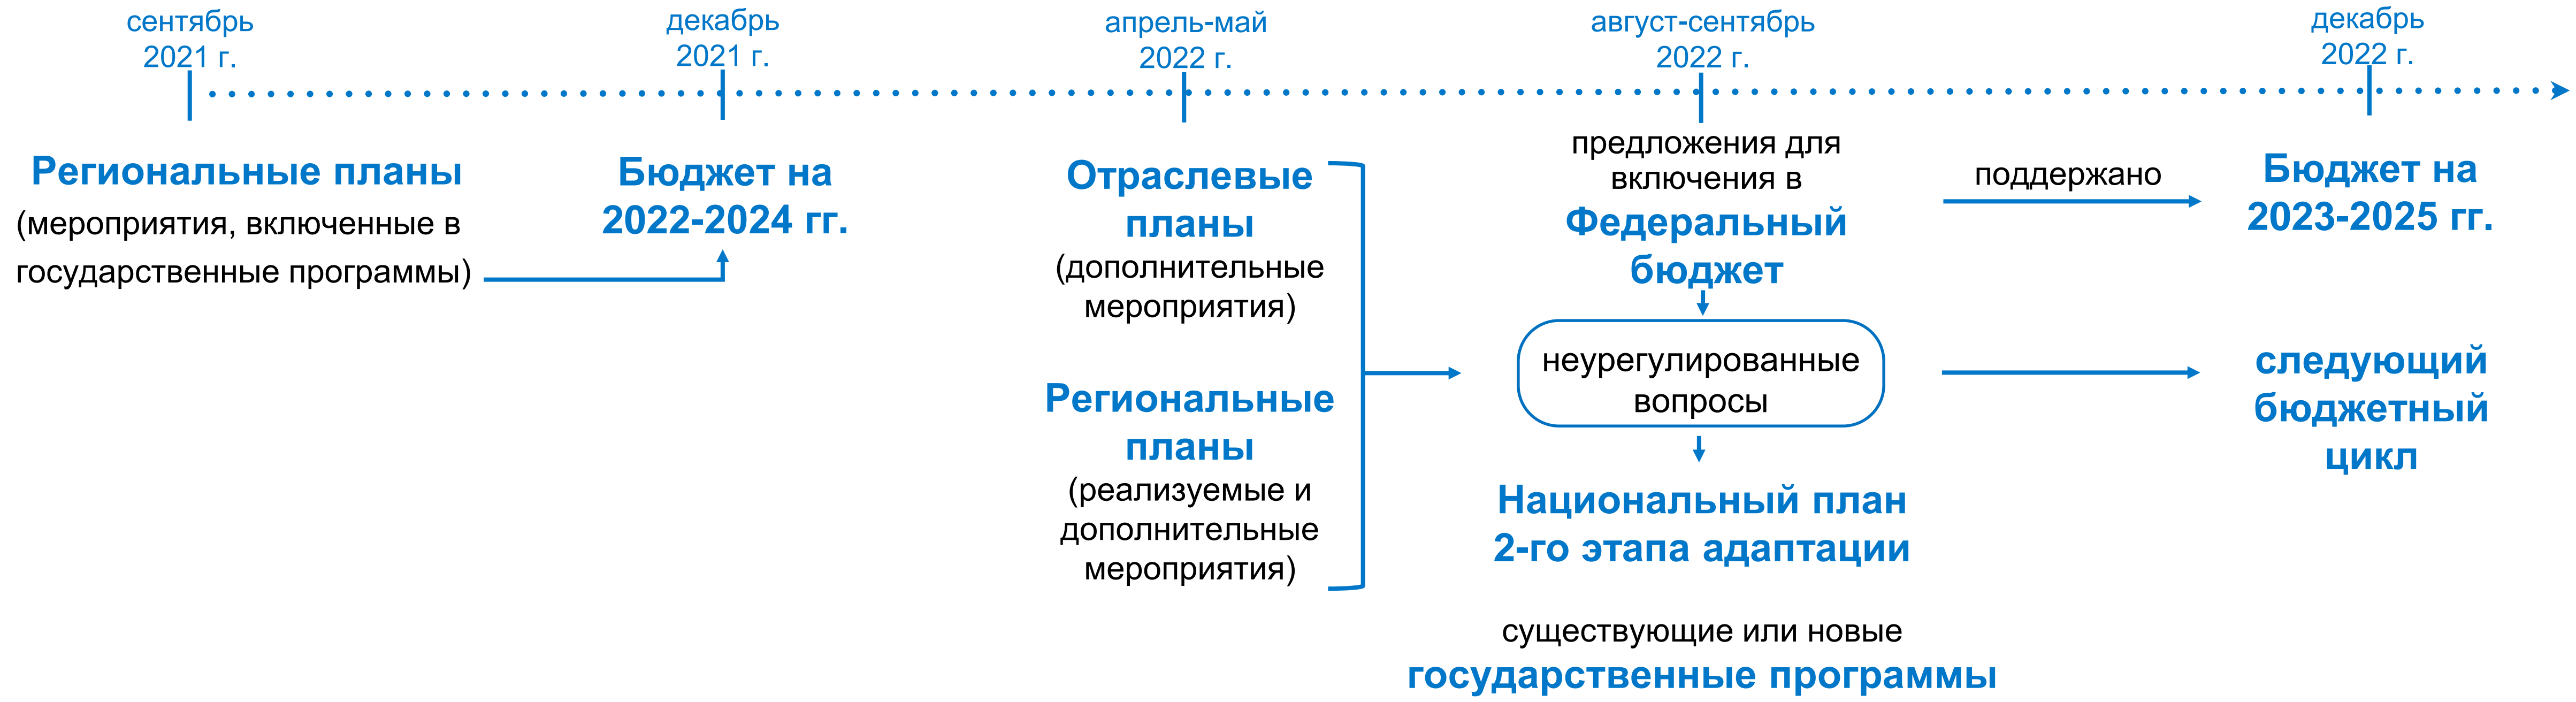 сентябрь
2021 г.
декабрь
2021 г.
апрель-май
2022 г.
август-сентябрь
2022 г.
декабрь
2022 г.
Региональные планы
(мероприятия, включенные в
государственные программы)
Бюджет на
2022-2024 гг.
Отраслевые
планы
(дополнительные
мероприятия)
Региональные
планы
(реализуемые и
дополнительные
мероприятия)
предложения для
включения в
Федеральный
бюджет
неурегулированные
вопросы
Национальный план
2-го этапа адаптации
существующие или новые
государственные программы
поддержано
Бюджет на
2023-2025 гг.
следующий
бюджетный
цикл